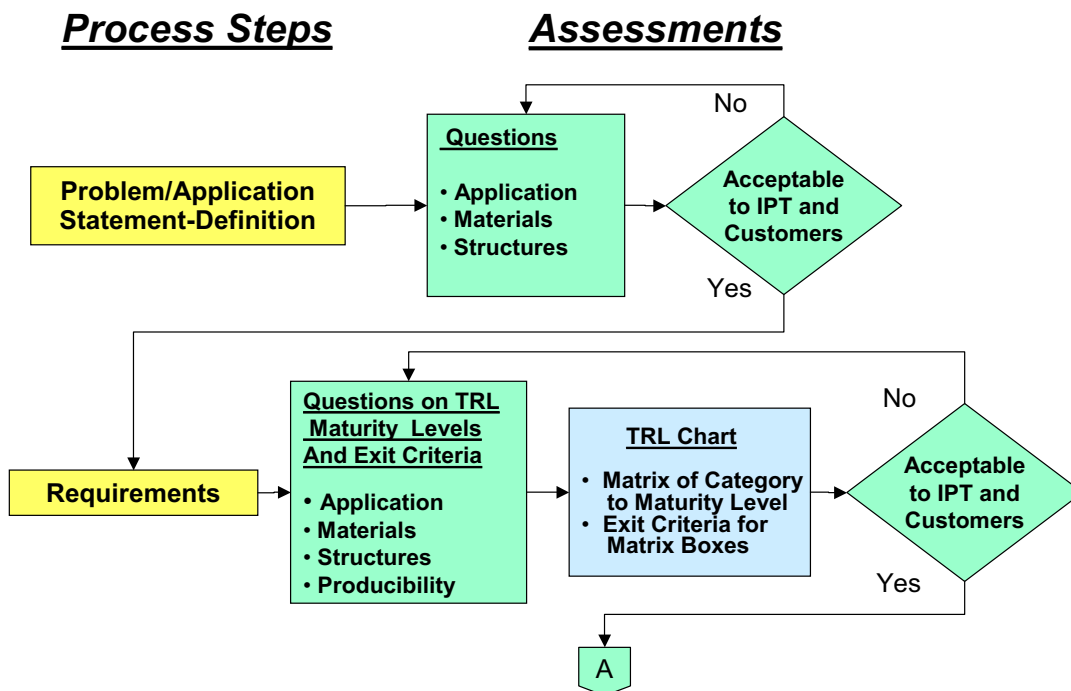 Process Steps
Assessments
No
Questions
• Application
• Materials
• Structures
Problem/Application
Statement-Definition
Acceptable
to IPT and
Customers
Yes
Questions on TRL
Maturity Levels
And Exit Criteria
• Application
• Materials
• Structures
• Producibility
Requirements
TRL Chart
• Matrix of Category
to Maturity Level
• Exit Criteria for
Matrix Boxes
No
Acceptable
to IPT and
Customers
Yes
A